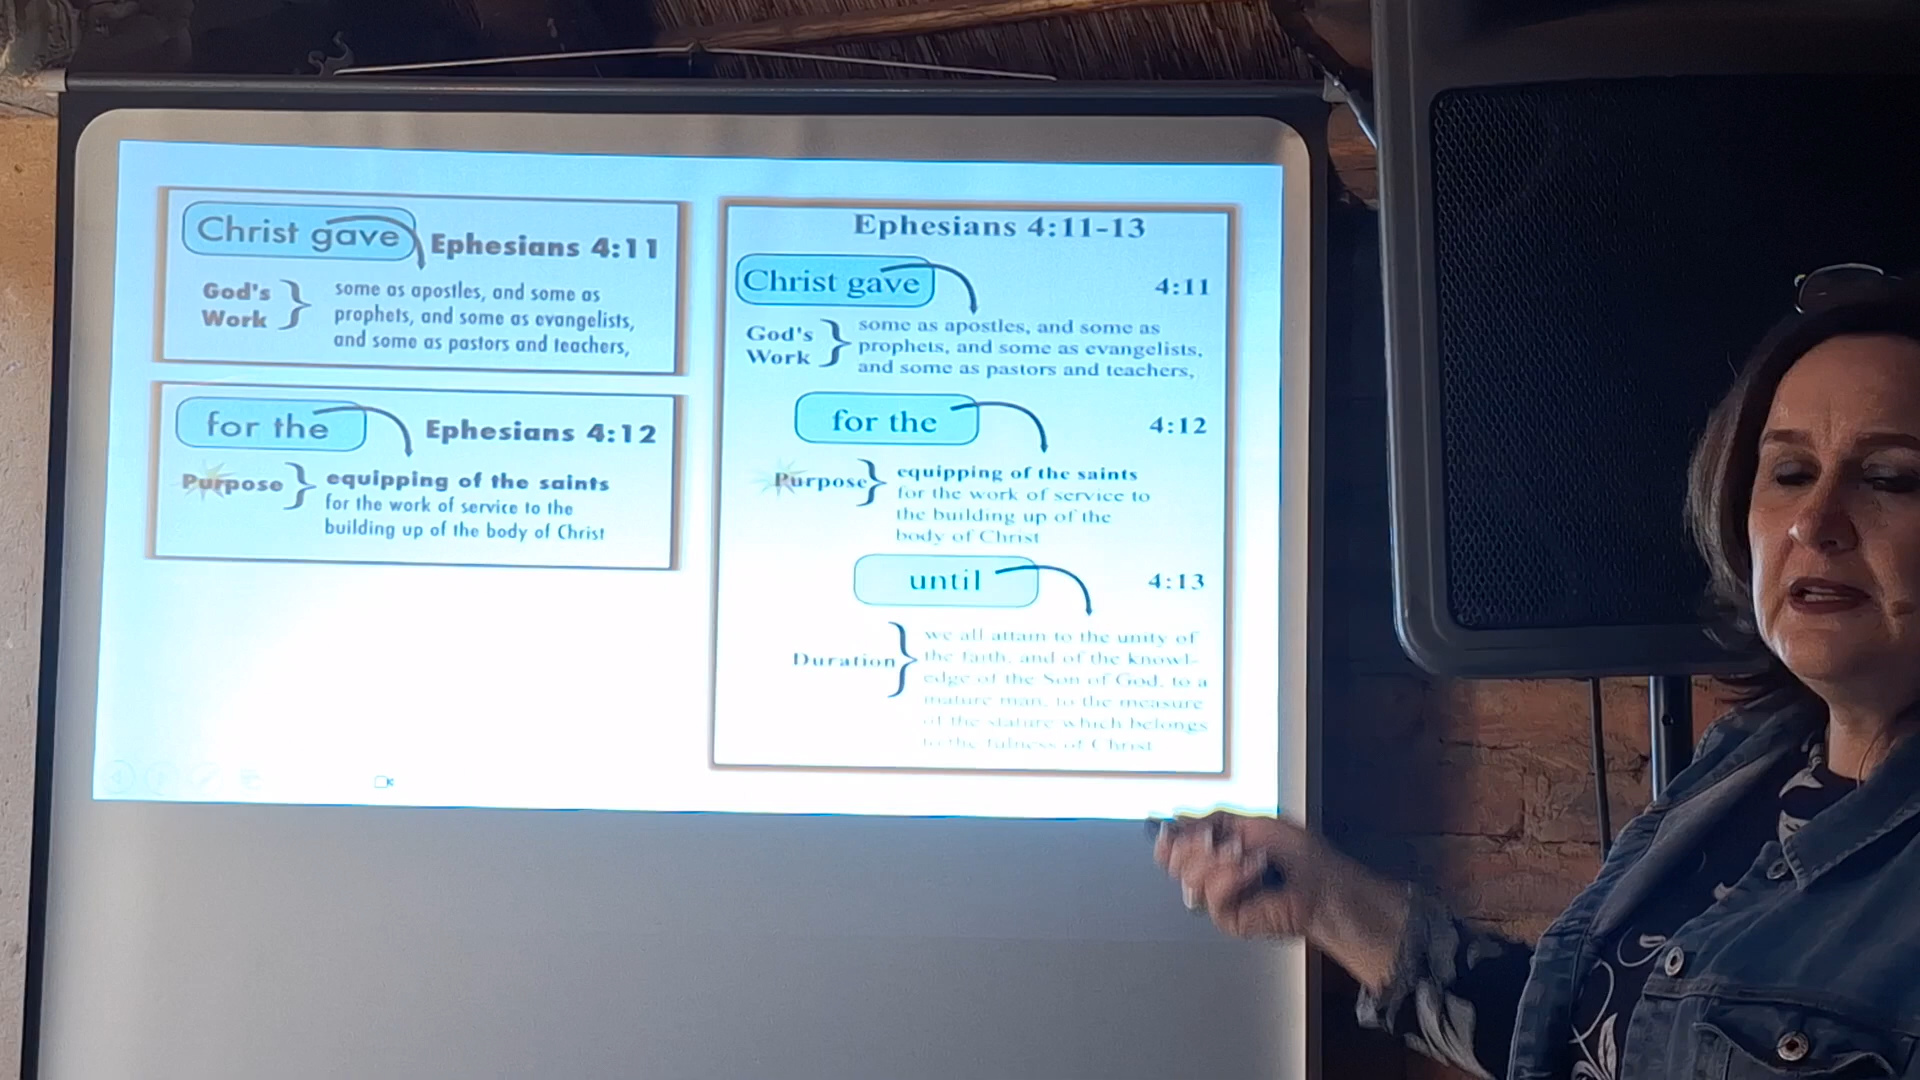 Christ gave
Ephesians 4:11
God's
Work
some as apostles, and some as
prophets, and some as evangelists,
and some as pastors and teachers,
for the
Ephesians 4:12
Purpose
equipping of the saints
for the work of service to the
building up of the body of Christ
Ephesians 4:11-13
Christ gave
4:11
God's
Work
some as apostles, and some as
prophets, and some as evangelists,
and some as pastors and teachers,
for the
4:12
Purpose
equipping of the saints
for the work of service to
the building up of the
body of Christ
until
4:13
Duration
we all attain to the unity of
the faith, and of the knowl-
edge of the Son of God, to a
mature man, to the measure
of the stature which belongs
to the fulness of Christ